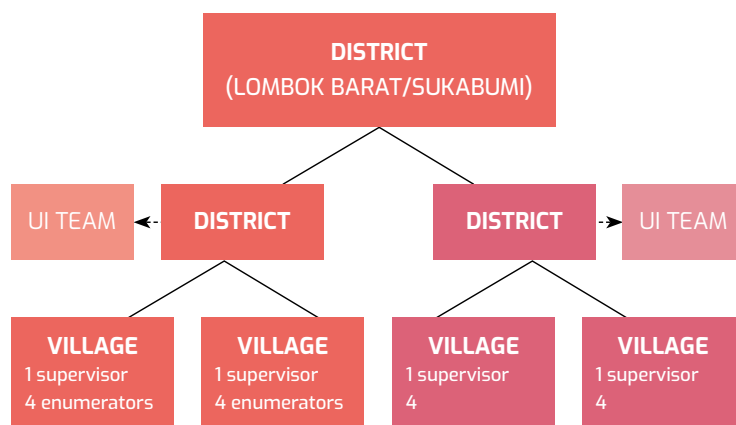 DISTRICT
(LOMBOK BARAT/SUKABUMI)
UI TEAM
DISTRICT
DISTRICT
UI TEAM
VILLAGE
1 supervisor
4 enumerators
VILLAGE
1 supervisor
4 enumerators
VILLAGE
1 supervisor
4
VILLAGE
1 supervisor
4